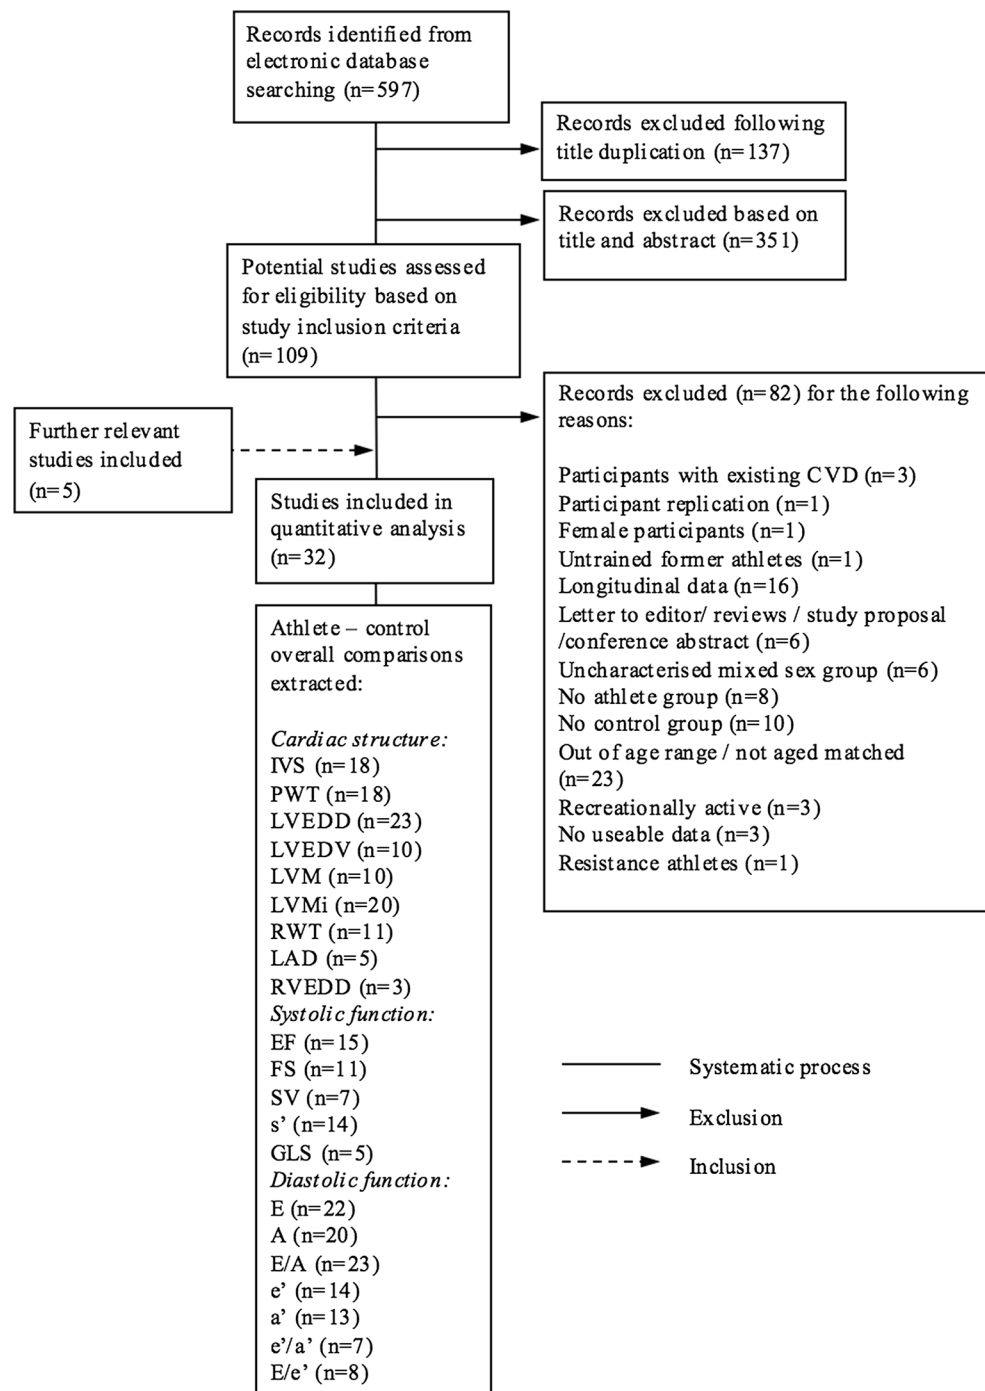 Records identified from
electronic database
searching (n=597)
Records excluded following
title duplication (n=137)
Records excluded based on
title and abstract (n=351)
Potential studies assessed
for eligibility based on
study inclusion criteria
(n=109)
Records excluded (n=82) for the following
reasons:
Participants with existing CVD (n=3)
Participant replication (n=1)
Female participants (n=1)
Untrained former athletes (n=1)
Longitudinal data (n=16)
Letter to editor/ reviews / study proposal
/conference abstract (n=6)
Uncharacterised mixed sex group (n=6)
No athlete group (n=8)
No control group (n=10)
Out of age range / not aged matched
(n=23)
Recreationally active (n=3)
No useable data (n=3)
Resistance athletes (n=1)
Further relevant
studies included
(n=5)
Studies included in
quantitative analysis
(n=32)
Athlete – control
overall comparisons
extracted:
Cardiac structure:
IVS (n=18)
PWT (n=18)
LVEDD (n=23)
LVEDV (n=10)
LVM (n=10)
LVMi (n=20)
RWT (n=11)
LAD (n=5)
RVEDD (n=3)
Systolic function:
EF (n=15)
FS (n=11)
SV (n=7)
s’ (n=14)
GLS (n=5)
Diastolic function:
E (n=22)
A (n=20)
E/A (n=23)
e’ (n=14)
a’ (n=13)
e’/a’ (n=7)
E/e’ (n=8)
Systematic process
Exclusion
Inclusion